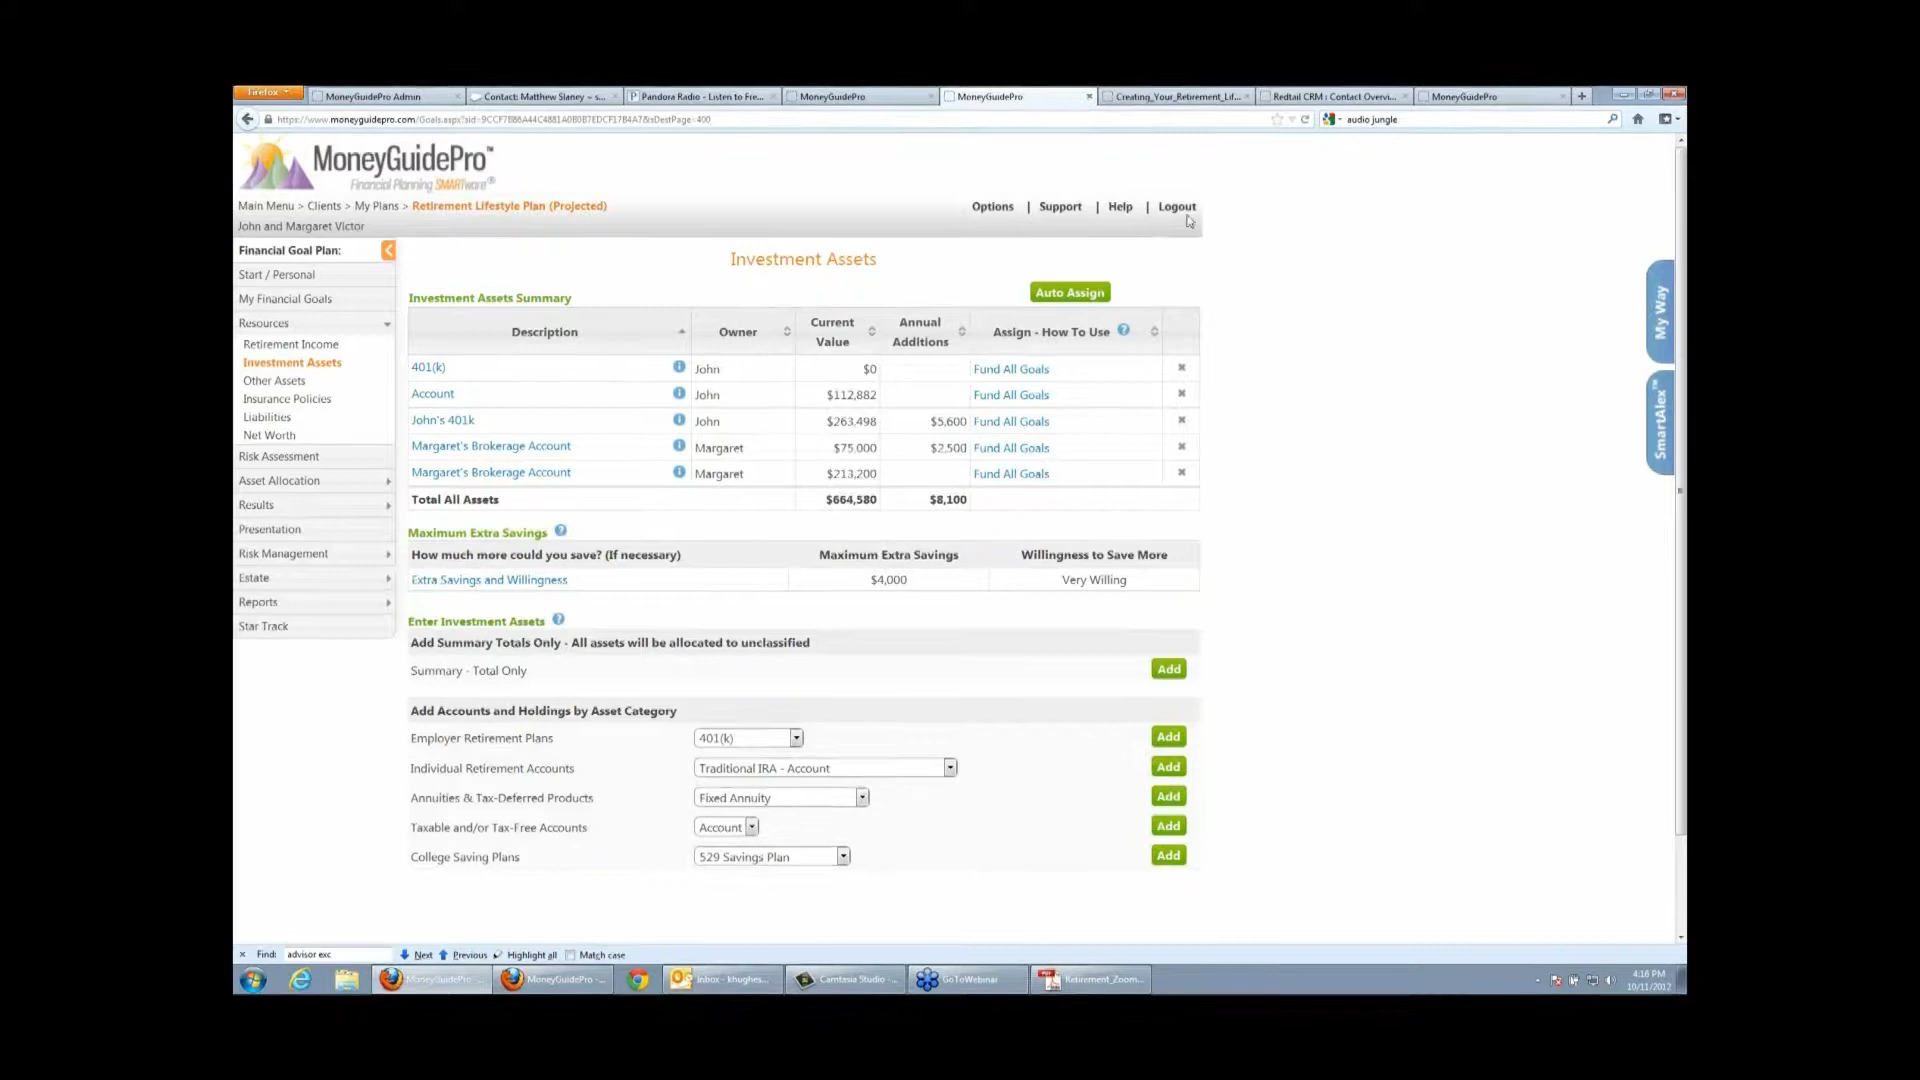 Firefox
MoneyGuidePro Admin
Contact: Matthew Slaney ~ s...
Pandora Radio - Listen to Fre...
MoneyGuidePro
MoneyGuidePro
Creating_Your_Retirement_Lif...
Redtail CRM : Contact Overvi...
MoneyGuidePro
audio jungle
MoneyGuidePro™
Financial Planning SMARTware®
Main Menu > Clients > My Plans > Retirement Lifestyle Plan (Projected)
Options | Support | Help | Logout
John and Margaret Victor
Financial Goal Plan:
Start / Personal
My Financial Goals
Resources
Retirement Income
Investment Assets
Other Assets
Insurance Policies
Liabilities
Net Worth
Risk Assessment
Asset Allocation
Results
Presentation
Risk Management
Estate
Reports
Star Track
Investment Assets
Investment Assets Summary
Auto Assign
Description Owner Current Value Annual Additions Assign - How To Use ?
401(k) John $0 Fund All Goals
Account John $112,882 Fund All Goals
John's 401k John $263,498 $5,600 Fund All Goals
Margaret's Brokerage Account Margaret $75,000 $2,500 Fund All Goals
Margaret's Brokerage Account Margaret $213,200 Fund All Goals
Total All Assets $664,580 $8,100
Maximum Extra Savings ?
How much more could you save? (If necessary) Maximum Extra Savings Willingness to Save More
Extra Savings and Willingness $4,000 Very Willing
Enter Investment Assets ?
Add Summary Totals Only - All assets will be allocated to unclassified
Summary - Total Only Add
Add Accounts and Holdings by Asset Category
Employer Retirement Plans 401(k) Add
Individual Retirement Accounts Traditional IRA - Account Add
Annuities & Tax-Deferred Products Fixed Annuity Add
Taxable and/or Tax-Free Accounts Account Add
College Saving Plans 529 Savings Plan Add
My Way
SmartAlex™
Find: advisor exc Next Previous Highlight all Match case
MoneyGuidePro -...
MoneyGuidePro -...
Inbox - khughes...
Camtasia Studio -...
GoToWebinar
Retirement_Zoom...
4:16 PM
10/11/2012